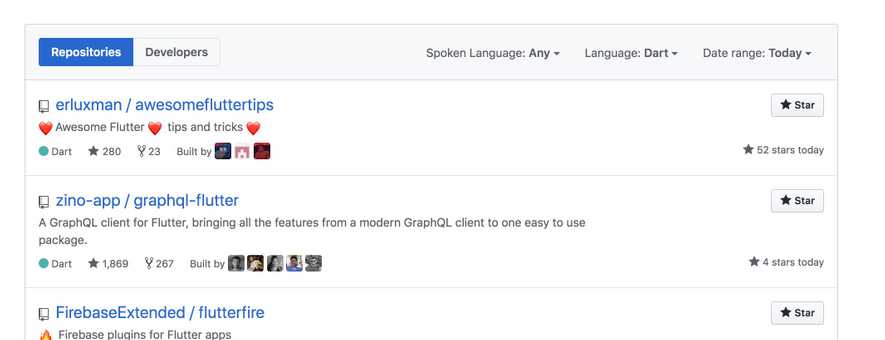 Repositories Developers Spoken Language: Any Language: Dart Date range: Today
erluxman / awesomefluttertips Star
Awesome Flutter tips and tricks
Dart 280 23 Built by 52 stars today
zino-app / graphql-flutter Star
A GraphQL client for Flutter, bringing all the features from a modern GraphQL client to one easy to use
package.
Dart 1,869 267 Built by 4 stars today
FirebaseExtended / flutterfire Star
Firebase plugins for Flutter apps